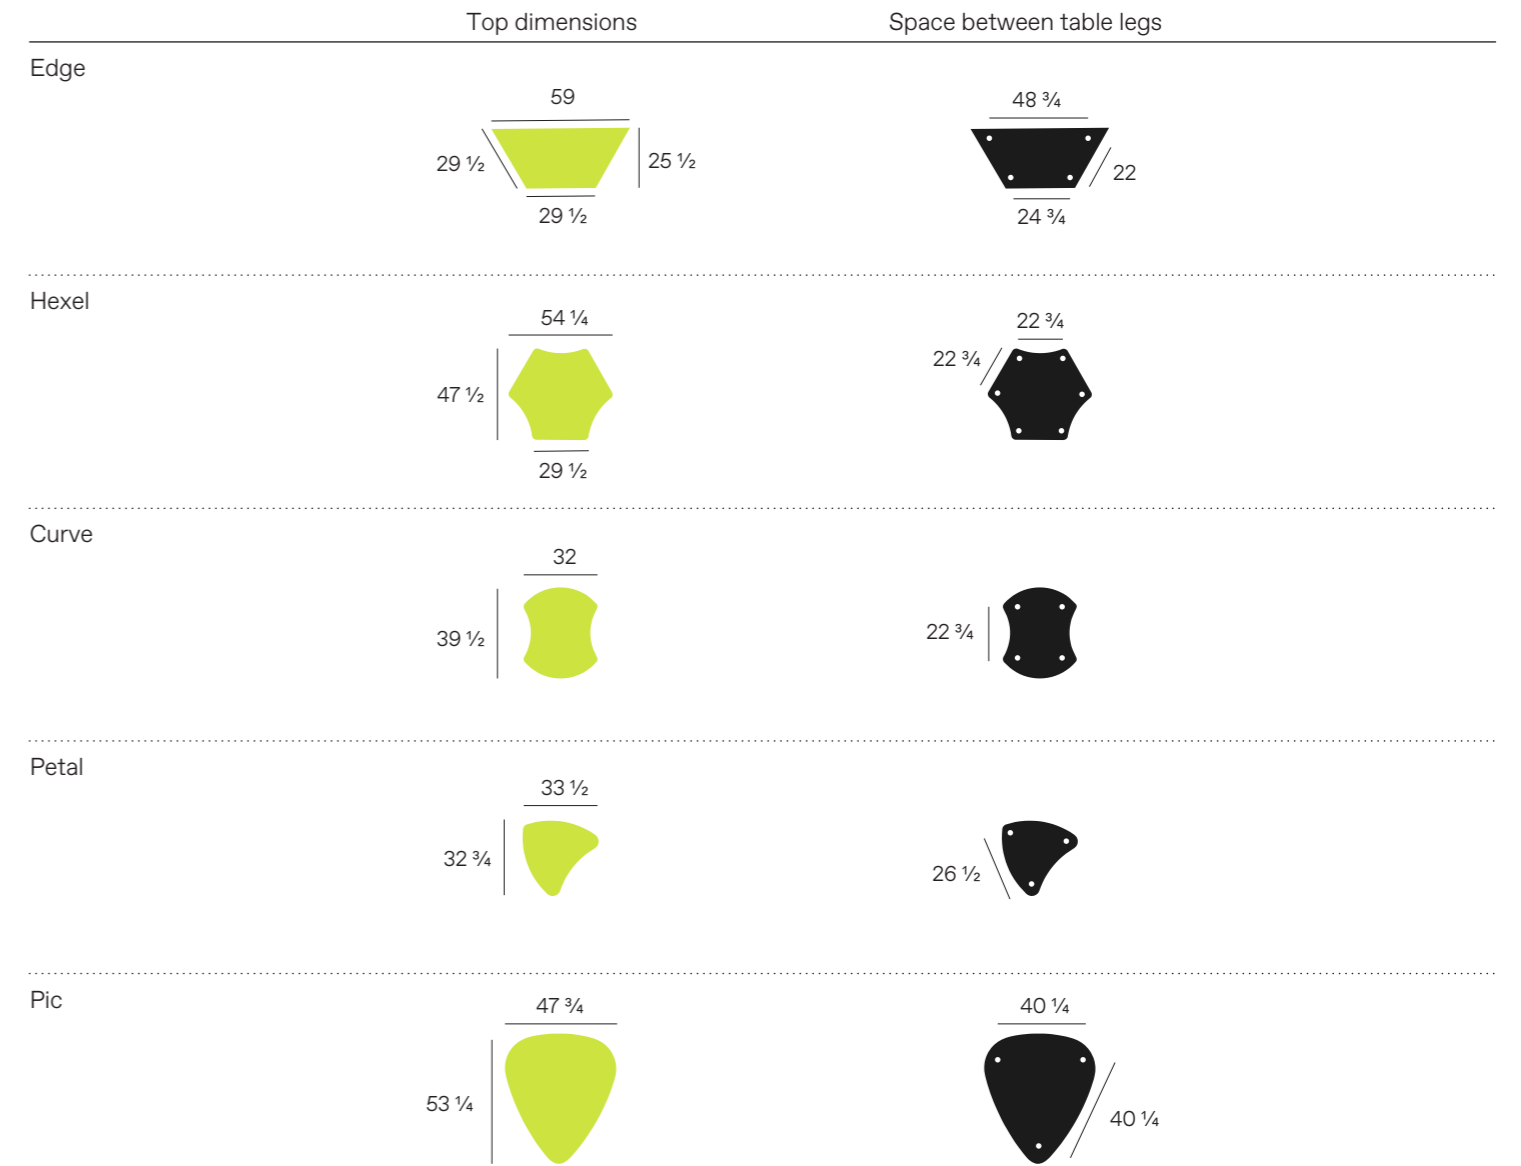 Top dimensions Space between table legs
Edge
59 48 ¾
29 ½ 25 ½ 22
29 ½ 24 ¾
Hexel
54 ¼ 22 ¾
47 ½ 22 ¾
29 ½
Curve
32
39 ½ 22 ¾
Petal
33 ½
32 ¾ 26 ½
Pic
47 ¾ 40 ¼
53 ¼ 40 ¼